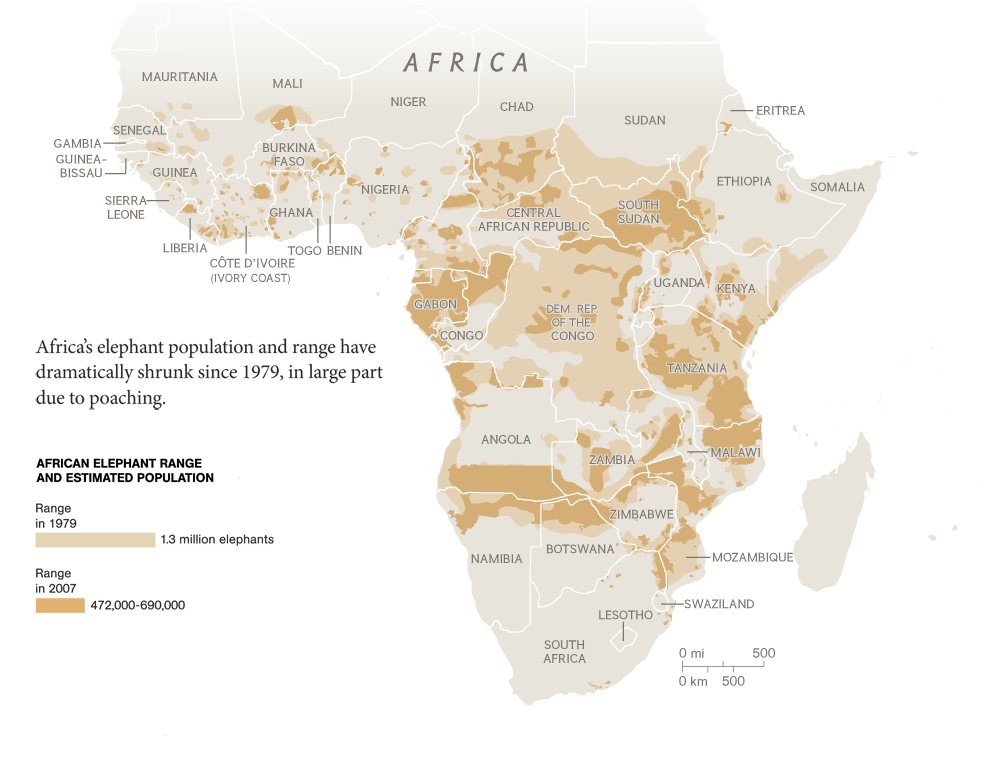 AFRICA
MAURITANIA
MALI
NIGER
CHAD
SUDAN
ERITREA
SENEGAL
GAMBIA
GUINEA-
BISSAU
GUINEA
BURKINA
FASO
NIGERIA
ETHIOPIA
SOMALIA
SIERRA
LEONE
GHANA
CENTRAL
AFRICAN REPUBLIC
SOUTH
SUDAN
LIBERIA
TOGO
BENIN
CÔTE D'IVOIRE
(IVORY COAST)
UGANDA
KENYA
GABON
CONGO
DEM. REP.
OF THE
CONGO
Africa’s elephant population and range have
dramatically shrunk since 1979, in large part
due to poaching.
TANZANIA
ANGOLA
ZAMBIA
MALAWI
AFRICAN ELEPHANT RANGE
AND ESTIMATED POPULATION
Range
in 1979
1.3 million elephants
Range
in 2007
472,000-690,000
ZIMBABWE
NAMIBIA
BOTSWANA
MOZAMBIQUE
SWAZILAND
LESOTHO
SOUTH
AFRICA
0 mi 500
0 km 500